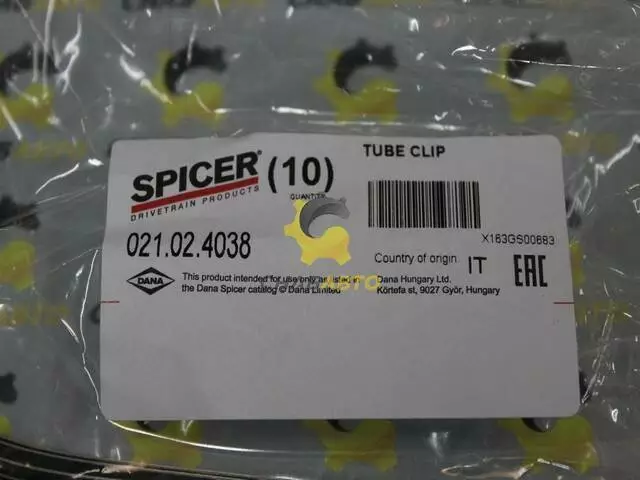 SPICER® (10)
DRIVETRAIN PRODUCTS
QUANTITY
TUBE CLIP
021.02.4038
X163GS00683
Country of origin IT
EAC
DANA
This product intended for use only as listed in
the Dana Spicer catalog © Dana Limited
Dana Hungary Ltd.
Körtefa st, 9027 Győr, Hungary
АВТО